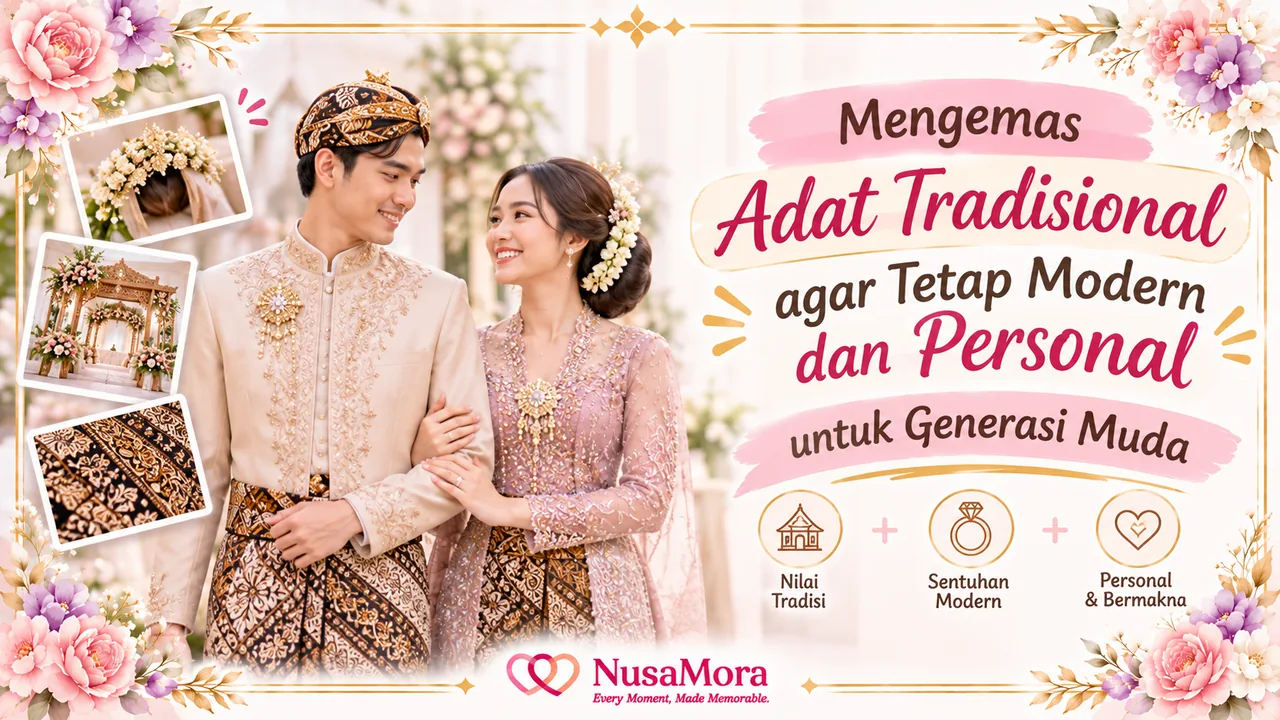 Mengemas
Adat Tradisional
agar Tetap Modern
dan Personal
untuk Generasi Muda
Nilai
Tradisi
+
Sentuhan
Modern
+
Personal
& Bermakna
NusaMora
Every Moment, Made Memorable.